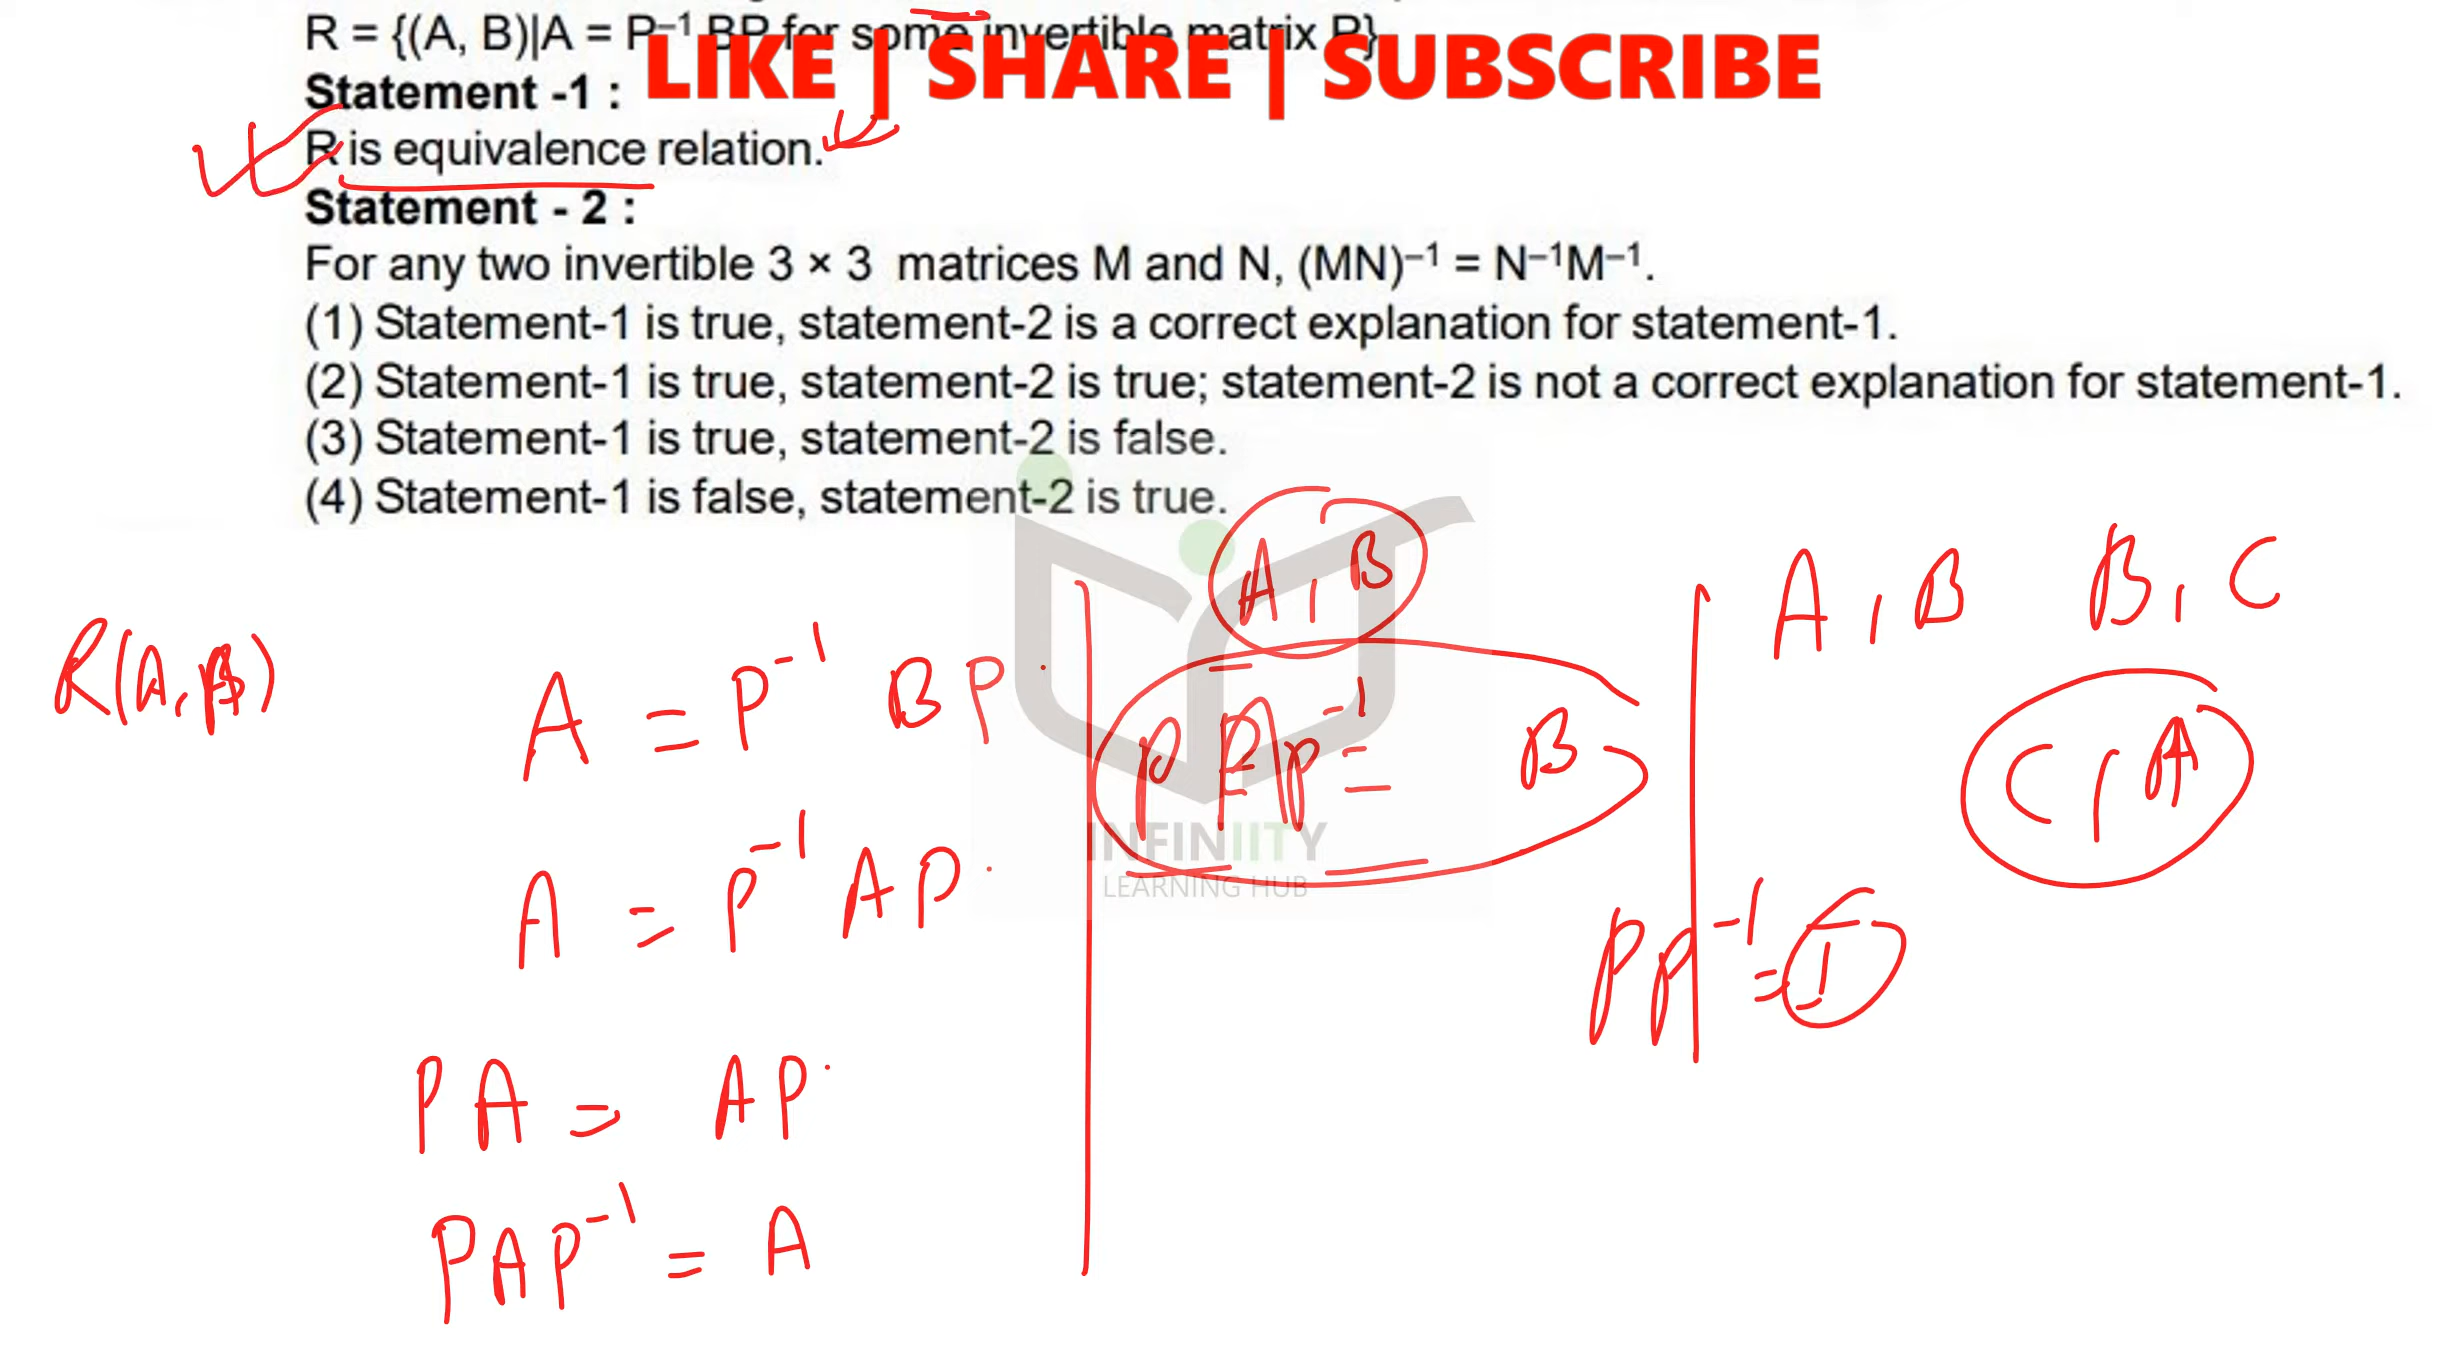 R = {(A, B)|A = P⁻¹ BP for some invertible matrix P}
LIKE | SHARE | SUBSCRIBE
Statement -1 :
R is equivalence relation.
Statement - 2 :
For any two invertible 3 × 3 matrices M and N, (MN)⁻¹ = N⁻¹M⁻¹.
(1) Statement-1 is true, statement-2 is a correct explanation for statement-1.
(2) Statement-1 is true, statement-2 is true; statement-2 is not a correct explanation for statement-1.
(3) Statement-1 is true, statement-2 is false.
(4) Statement-1 is false, statement-2 is true.
A = P⁻¹ BP
A = P⁻¹ AP
PA = AP
PAP⁻¹ = A
A, B
B
INFINIITY
LEARNING HUB
A, B B, C
C, A
PP⁻¹ = I